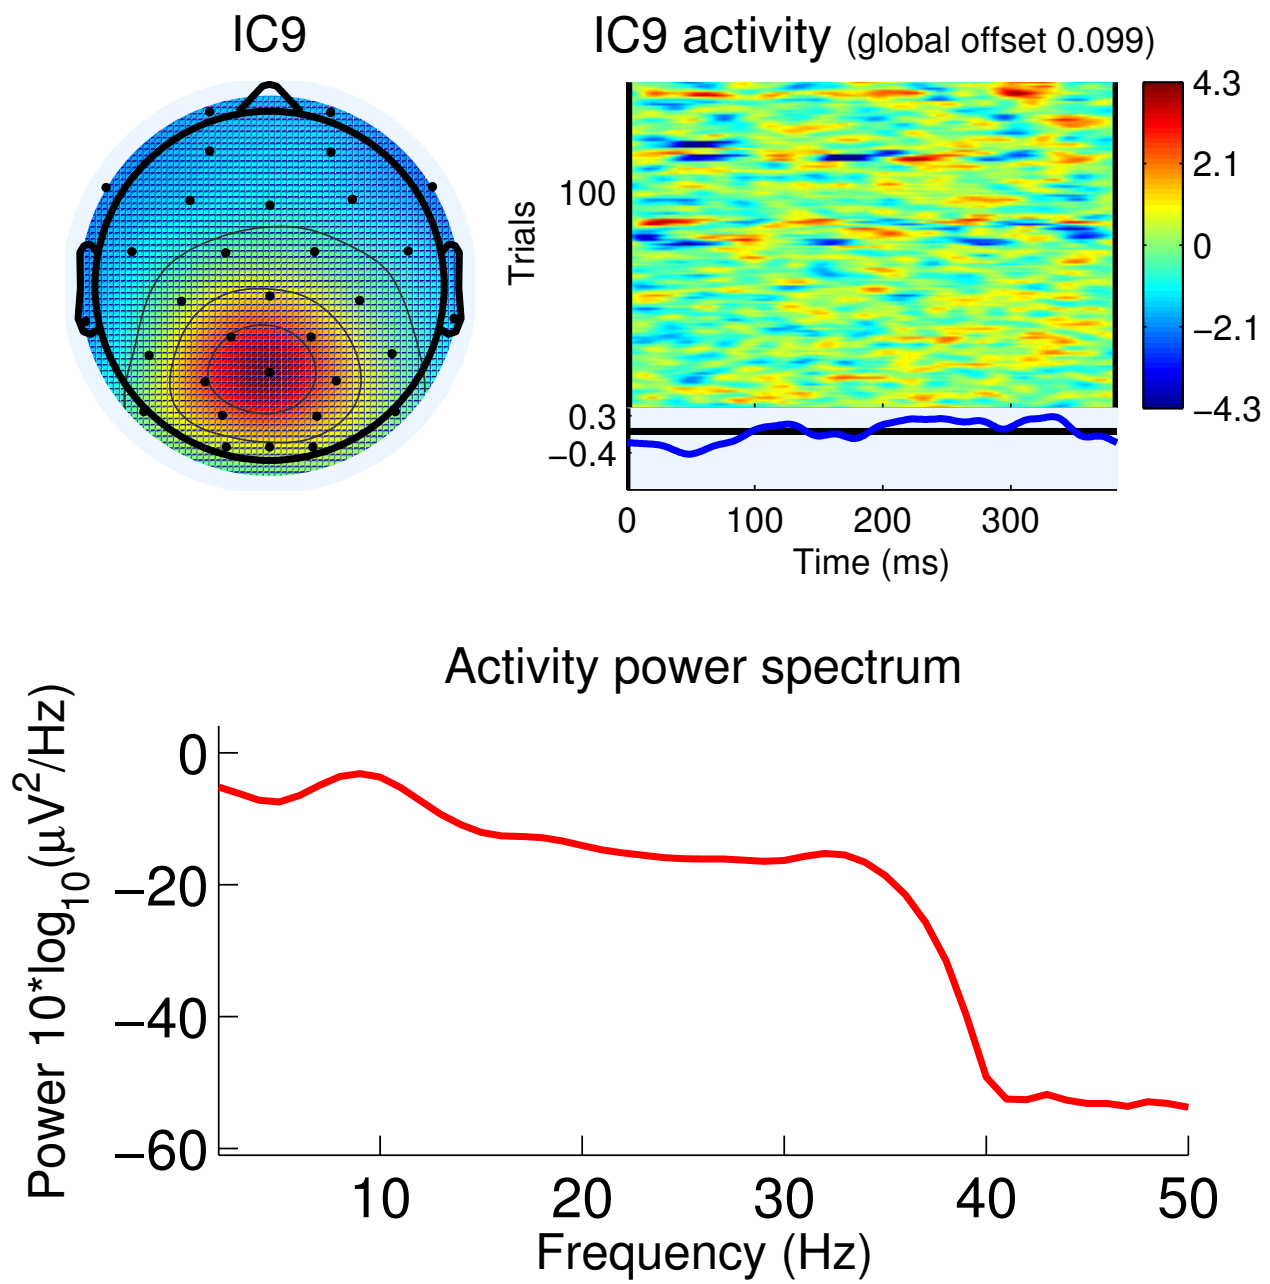 IC9
IC9 activity (global offset 0.099)
Trials
100
4.3
2.1
0
−2.1
−4.3
0.3
−0.4
0 100 200 300
Time (ms)
Activity power spectrum
Power 10*log₁₀(μV²/Hz)
0
−20
−40
−60
10 20 30 40 50
Frequency (Hz)